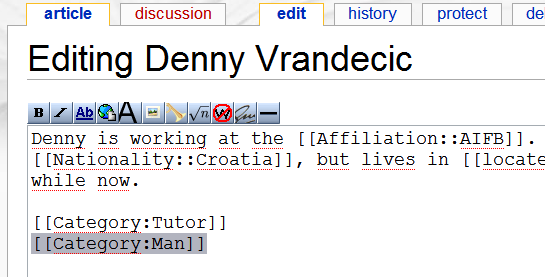 article discussion edit history protect de
Editing Denny Vrandecic
B I Ab A √n W
Denny is working at the [[Affiliation::AIFB]].
[[Nationality::Croatia]], but lives in [[locate
while now.
[[Category:Tutor]]
[[Category:Man]]